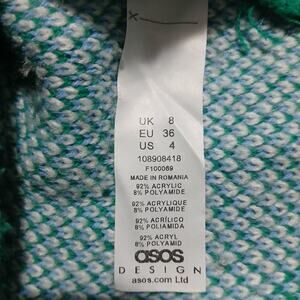 X
UK 8
EU 36
US 4
108908418
F100069
MADE IN ROMANIA
92% ACRYLIC
8% POLYAMIDE
92% ACRYLIQUE
8% POLYAMIDE
92% ACRÍLICO
8% POLIAMIDA
92% ACRYL
8% POLYAMID
asos
DESIGN
asos.com Ltd